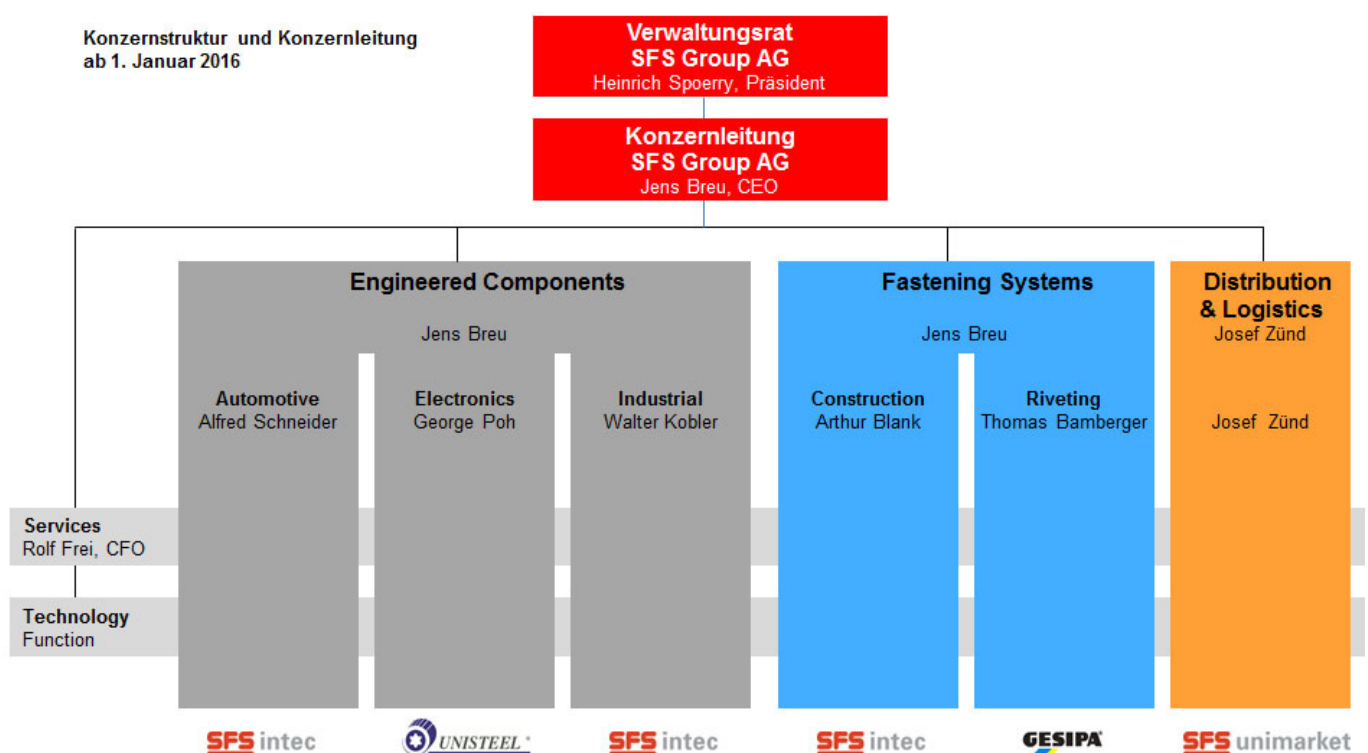 Konzernstruktur und Konzernleitung
ab 1. Januar 2016
Verwaltungsrat
SFS Group AG
Heinrich Spoerry, Präsident
Konzernleitung
SFS Group AG
Jens Breu, CEO
Engineered Components
Jens Breu
Automotive
Alfred Schneider
Electronics
George Poh
Industrial
Walter Kobler
Fastening Systems
Jens Breu
Construction
Arthur Blank
Riveting
Thomas Bamberger
Distribution
& Logistics
Josef Zünd
Josef Zünd
Services
Rolf Frei, CFO
Technology
Function
SFS intec
UNISTEEL
SFS intec
SFS intec
GESIPA
SFS unimarket